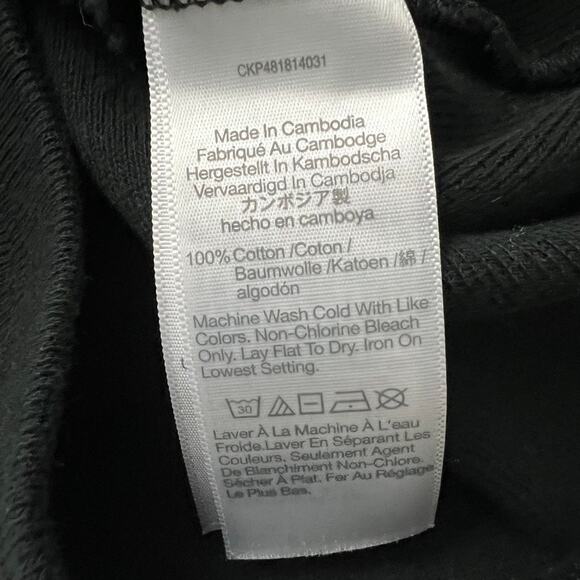 CKP481814031
Made In Cambodia
Fabriqué Au Cambodge
Hergestellt In Kambodscha
Vervaardigd In Cambodja
カンボジア製
hecho en camboya
100% Cotton /Coton /
Baumwolle /Katoen /綿 /
algodón
Machine Wash Cold With Like
Colors. Non-Chlorine Bleach
Only. Lay Flat To Dry. Iron On
Lowest Setting.
30
Laver À La Machine À L'eau
Froide.Laver En Séparant Les
Couleurs. Seulement Agent
De Blanchiment Non-Chlore.
Sécher À Plat. Fer Au Réglage
Le Plus Bas.